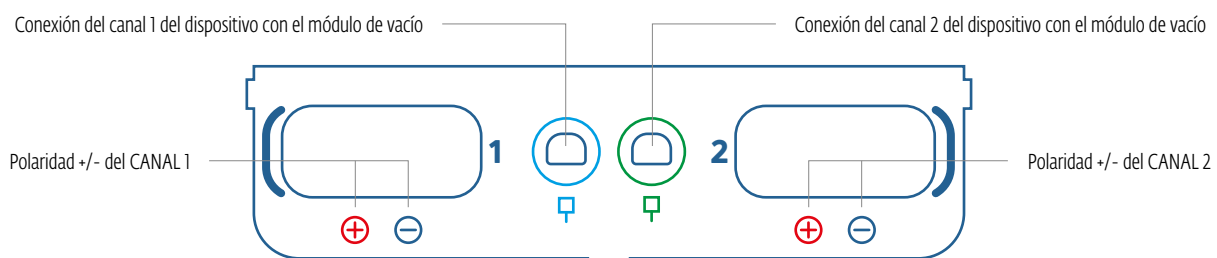 Conexión del canal 1 del dispositivo con el módulo de vacío
Conexión del canal 2 del dispositivo con el módulo de vacío
1
2
Polaridad +/- del CANAL 1
Polaridad +/- del CANAL 2
+ − + −